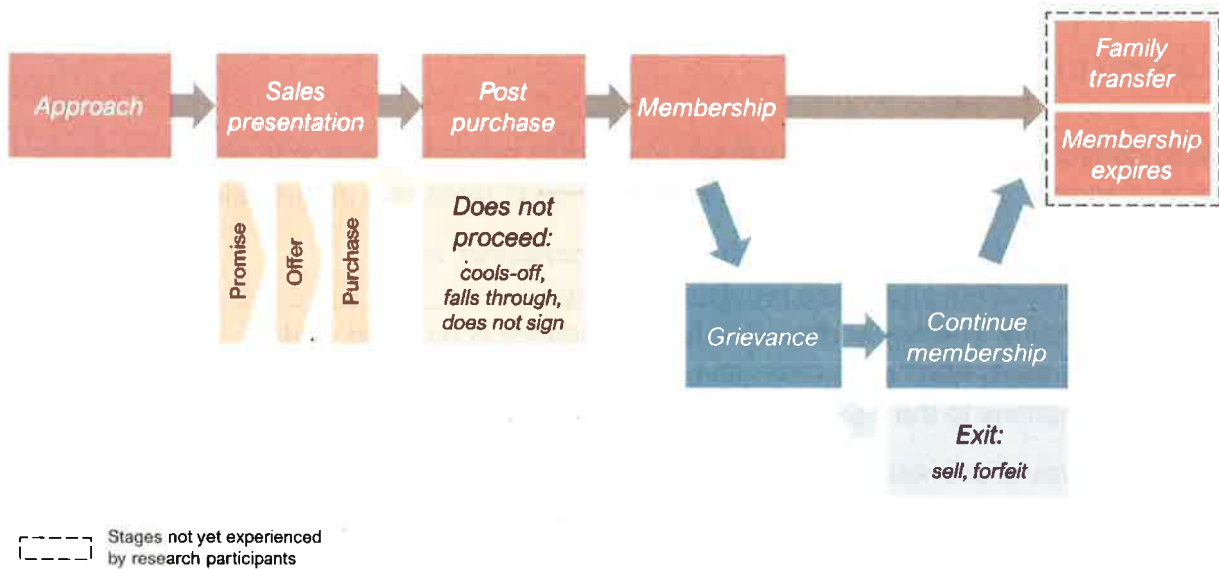 Approach
Sales
presentation
Post
purchase
Membership
Family
transfer
Membership
expires
Promise
Offer
Purchase
Does not
proceed:
cools-off,
falls through,
does not sign
Grievance
Continue
membership
Exit:
sell, forfeit
Stages not yet experienced
by research participants